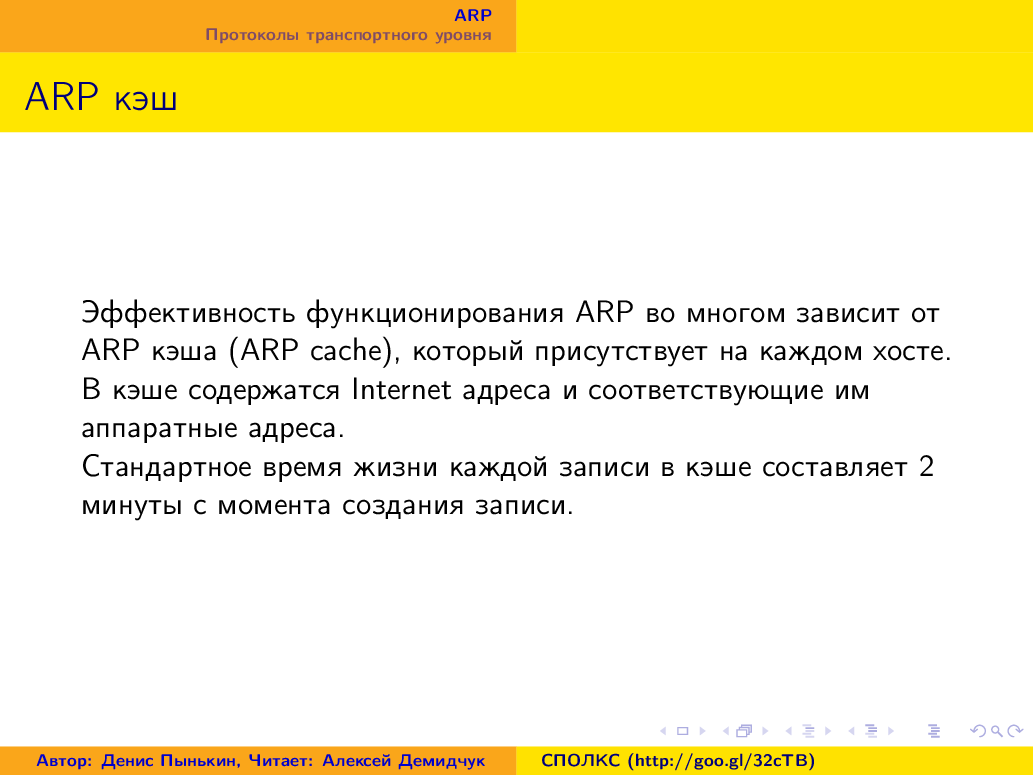 ARP
Протоколы транспортного уровня
ARP кэш
Эффективность функционирования ARP во многом зависит от
ARP кэша (ARP cache), который присутствует на каждом хосте.
В кэше содержатся Internet адреса и соответствующие им
аппаратные адреса.
Стандартное время жизни каждой записи в кэше составляет 2
минуты с момента создания записи.
Автор: Денис Пынькин, Читает: Алексей Демидчук
СПОЛКС (http://goo.gl/32cTB)